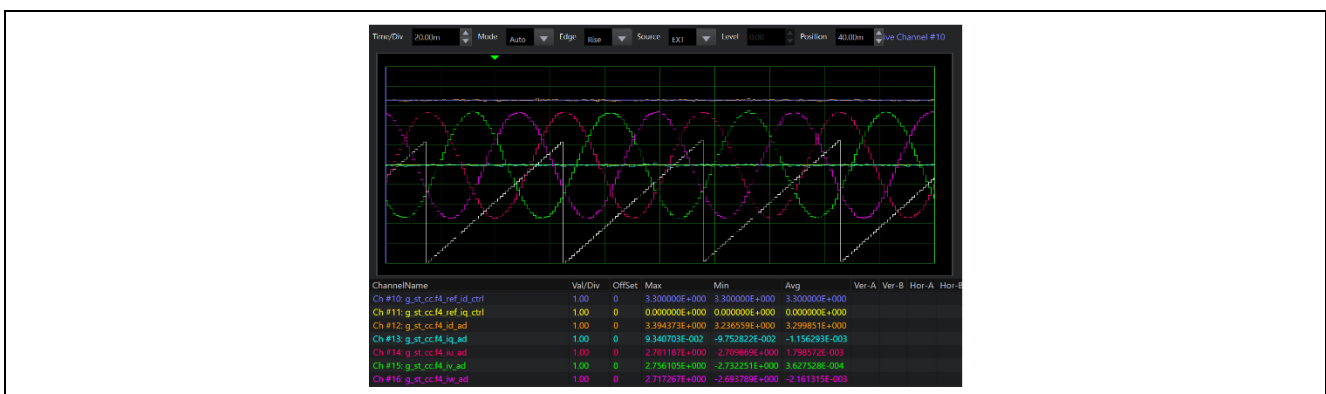 Time/Div 20.00m Mode Auto Edge Rise Source EXT Level 0.00 Position 40.00m ive Channel #10
ChannelName Val/Div OffSet Max Min Avg Ver-A Ver-B Hor-A Hor-B
Ch #10: g_st_cc.f4_ref_id_ctrl 1.00 0 3.300000E+000 3.300000E+000 3.300000E+000
Ch #11: g_st_cc.f4_ref_iq_ctrl 1.00 0 0.000000E+000 0.000000E+000 0.000000E+000
Ch #12: g_st_cc.f4_id_ad 1.00 0 3.394373E+000 3.236559E+000 3.299851E+000
Ch #13: g_st_cc.f4_iq_ad 1.00 0 9.340703E-002 -9.752822E-002 -1.156293E-003
Ch #14: g_st_cc.f4_iu_ad 1.00 0 2.701187E+000 -2.709869E+000 1.798572E-003
Ch #15: g_st_cc.f4_iv_ad 1.00 0 2.756105E+000 -2.732251E+000 3.627528E-004
Ch #16: g_st_cc.f4_iw_ad 1.00 0 2.717267E+000 -2.693789E+000 -2.161315E-003